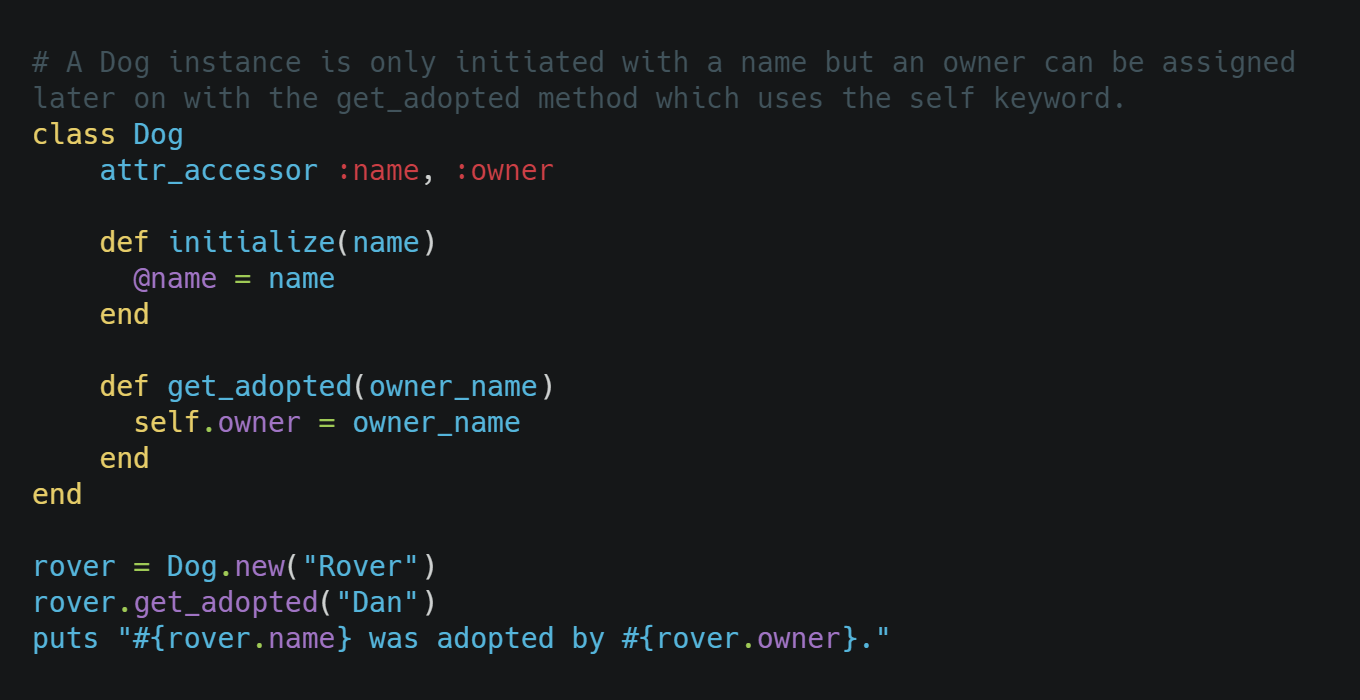 # A Dog instance is only initiated with a name but an owner can be assigned
later on with the get_adopted method which uses the self keyword.
class Dog
    attr_accessor :name, :owner

    def initialize(name)
      @name = name
    end

    def get_adopted(owner_name)
      self.owner = owner_name
    end
end

rover = Dog.new("Rover")
rover.get_adopted("Dan")
puts "#{rover.name} was adopted by #{rover.owner}."